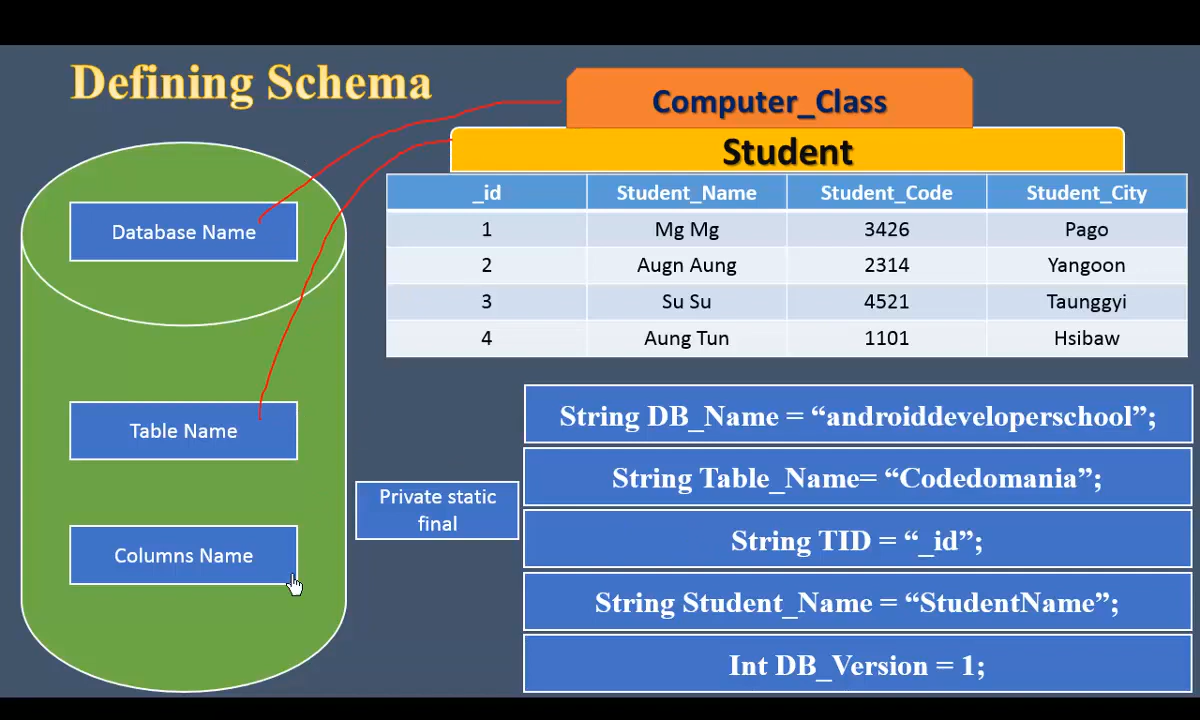 Defining Schema
Computer_Class
Student
_id Student_Name Student_Code Student_City
1 Mg Mg 3426 Pago
2 Augn Aung 2314 Yangoon
3 Su Su 4521 Taunggyi
4 Aung Tun 1101 Hsibaw
Database Name
Table Name
Columns Name
Private static
final
String DB_Name = “androiddeveloperschool”;
String Table_Name= “Codedomania”;
String TID = “_id”;
String Student_Name = “StudentName”;
Int DB_Version = 1;